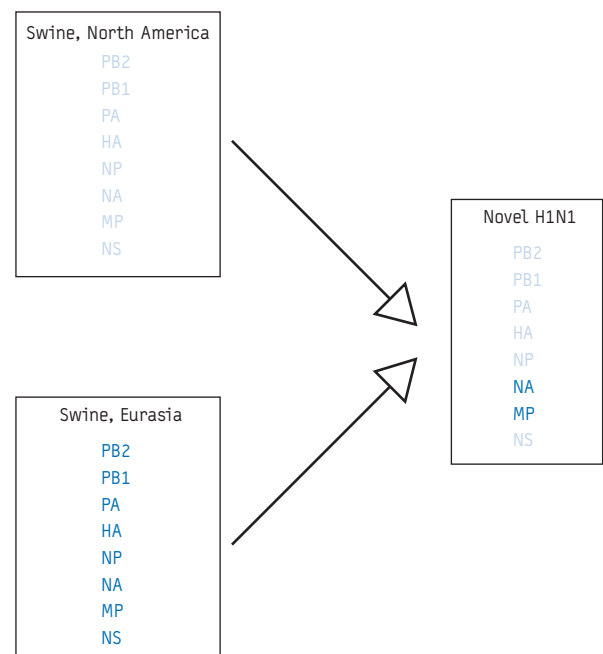 Swine, North America
PB2
PB1
PA
HA
NP
NA
MP
NS
Swine, Eurasia
PB2
PB1
PA
HA
NP
NA
MP
NS
Novel H1N1
PB2
PB1
PA
HA
NP
NA
MP
NS